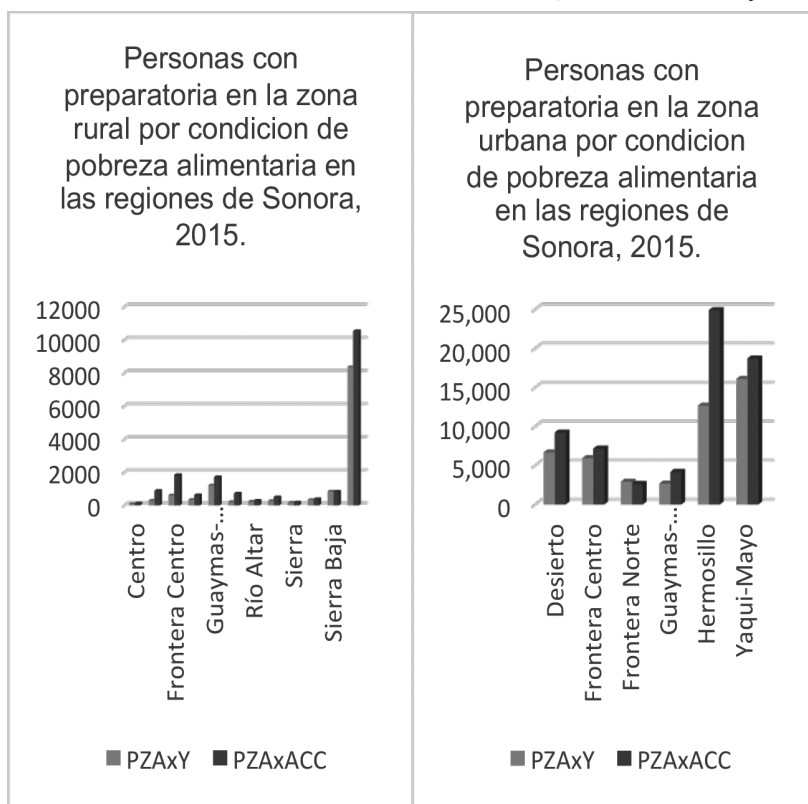 Personas con
preparatoria en la zona
rural por condicion de
pobreza alimentaria en
las regiones de Sonora,
2015.
12000
10000
8000
6000
4000
2000
0
Centro
Frontera Centro
Guaymas-...
Río Altar
Sierra
Sierra Baja
PZAxY PZAxACC
Personas con
preparatoria en la zona
urbana por condicion
de pobreza alimentaria
en las regiones de
Sonora, 2015.
25,000
20,000
15,000
10,000
5,000
0
Desierto
Frontera Centro
Frontera Norte
Guaymas-...
Hermosillo
Yaqui-Mayo
PZAxY PZAxACC